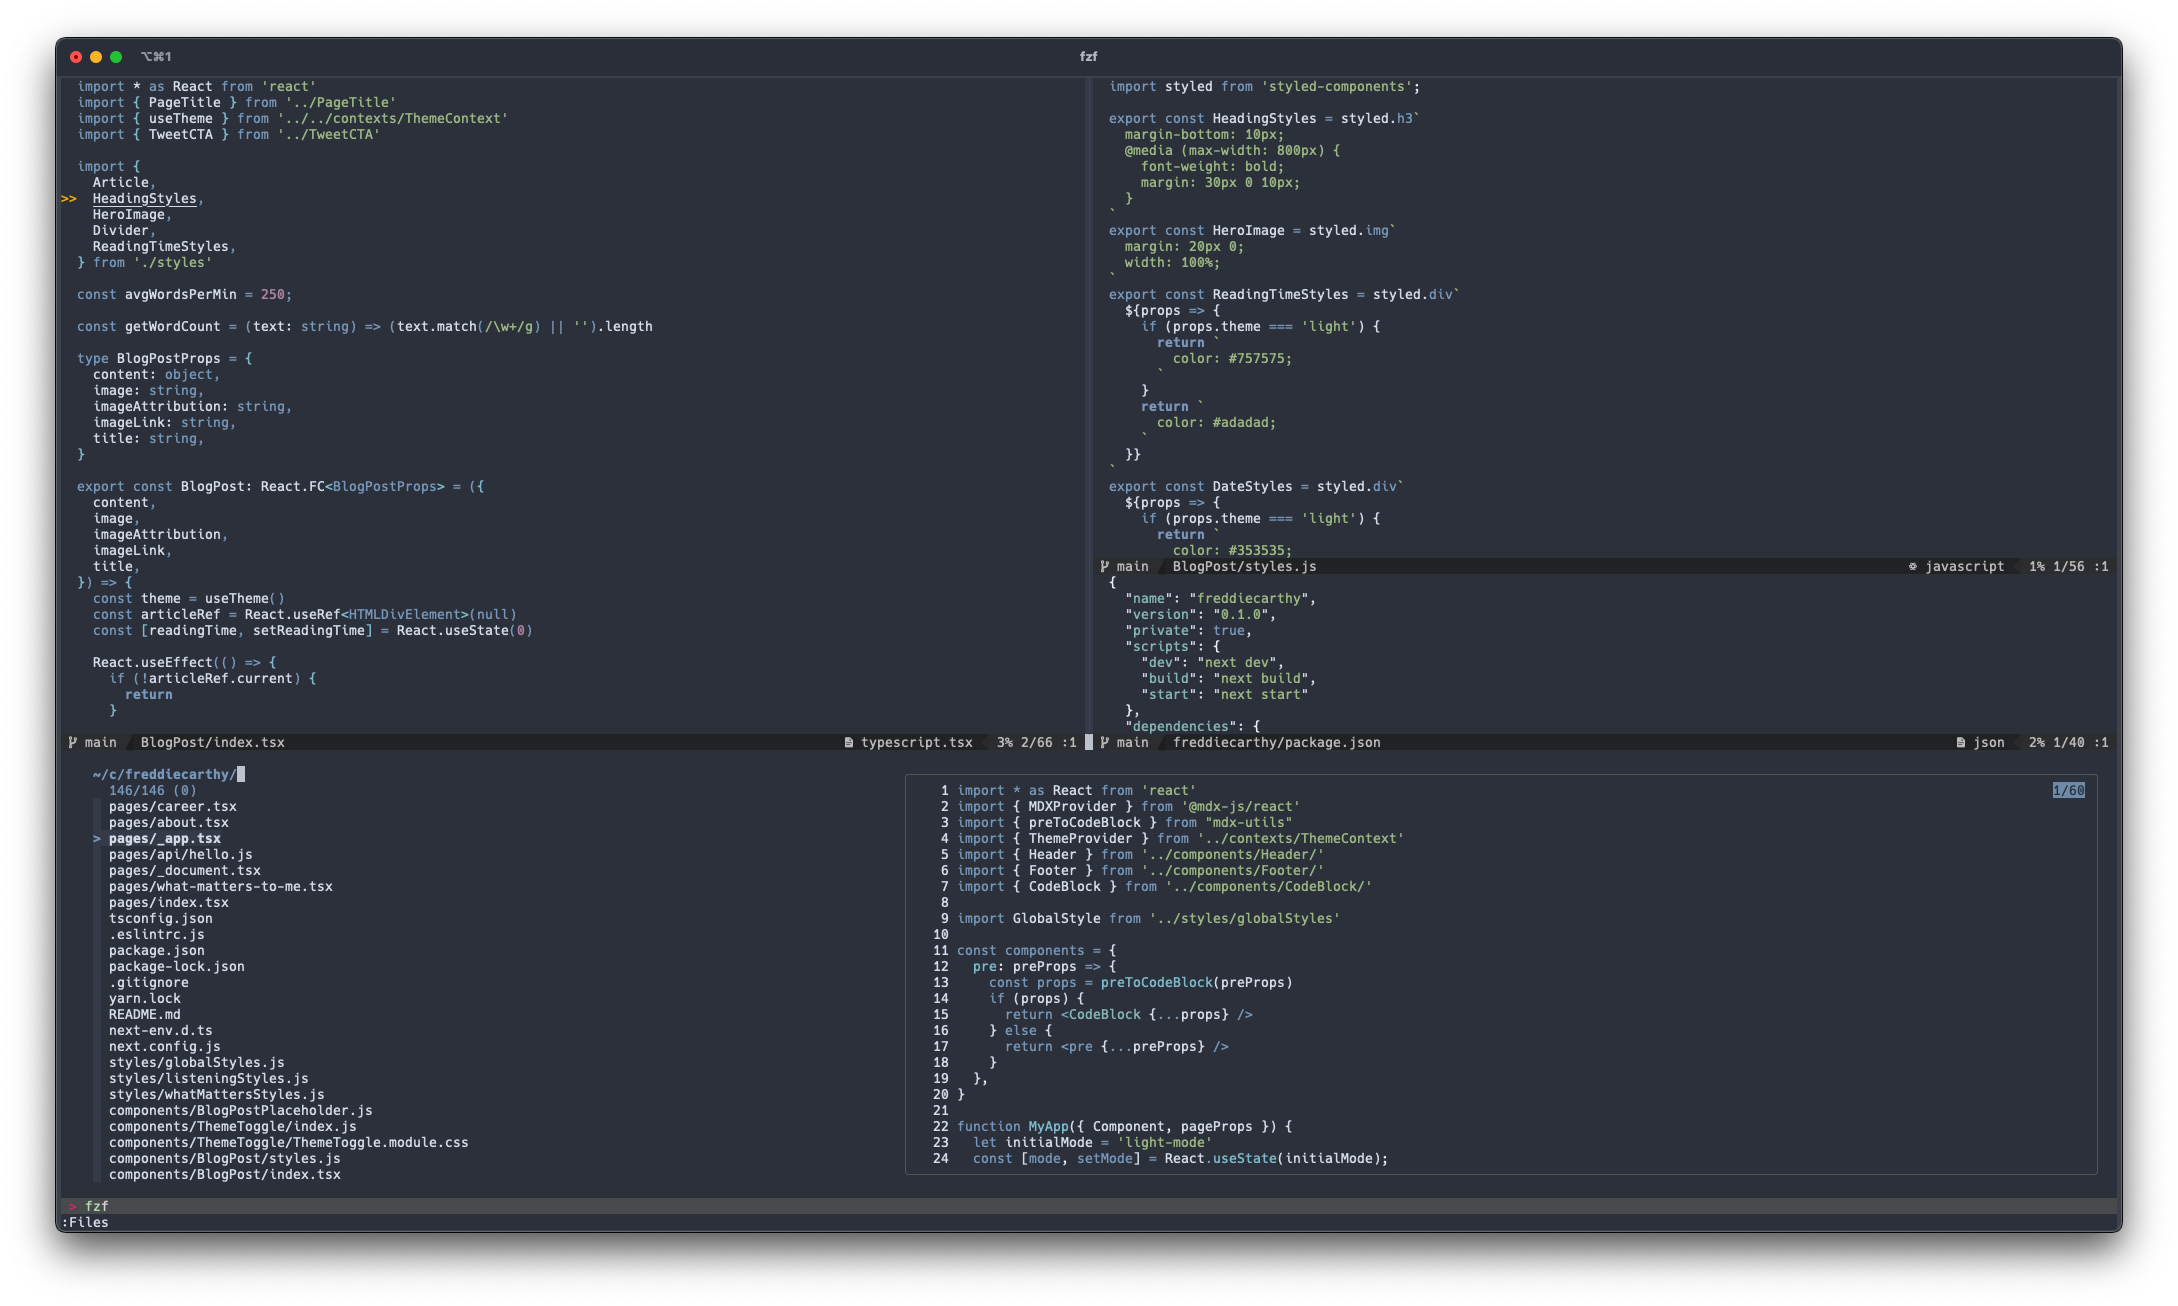 ⌥⌘1
fzf
import * as React from 'react'
import { PageTitle } from '../PageTitle'
import { useTheme } from '../../contexts/ThemeContext'
import { TweetCTA } from '../TweetCTA'
import {
Article,
>> HeadingStyles,
HeroImage,
Divider,
ReadingTimeStyles,
} from './styles'
const avgWordsPerMin = 250;
const getWordCount = (text: string) => (text.match(/\w+/g) || '').length
type BlogPostProps = {
content: object,
image: string,
imageAttribution: string,
imageLink: string,
title: string,
}
export const BlogPost: React.FC<BlogPostProps> = ({
content,
image,
imageAttribution,
imageLink,
title,
}) => {
const theme = useTheme()
const articleRef = React.useRef<HTMLDivElement>(null)
const [readingTime, setReadingTime] = React.useState(0)
React.useEffect(() => {
if (!articleRef.current) {
return
}
main BlogPost/index.tsx typescript.tsx 3% 2/66 :1
import styled from 'styled-components';
export const HeadingStyles = styled.h3`
margin-bottom: 10px;
@media (max-width: 800px) {
font-weight: bold;
margin: 30px 0 10px;
}
`
export const HeroImage = styled.img`
margin: 20px 0;
width: 100%;
`
export const ReadingTimeStyles = styled.div`
${props => {
if (props.theme === 'light') {
return `
color: #757575;
`
}
return `
color: #adadad;
`
}}
`
export const DateStyles = styled.div`
${props => {
if (props.theme === 'light') {
return `
color: #353535;
main BlogPost/styles.js javascript 1% 1/56 :1
{
"name": "freddiecarthy",
"version": "0.1.0",
"private": true,
"scripts": {
"dev": "next dev",
"build": "next build",
"start": "next start"
},
"dependencies": {
main freddiecarthy/package.json json 2% 1/40 :1
~/c/freddiecarthy/
146/146 (0)
pages/career.tsx
pages/about.tsx
> pages/_app.tsx
pages/api/hello.js
pages/_document.tsx
pages/what-matters-to-me.tsx
pages/index.tsx
tsconfig.json
.eslintrc.js
package.json
package-lock.json
.gitignore
yarn.lock
README.md
next-env.d.ts
next.config.js
styles/globalStyles.js
styles/listeningStyles.js
styles/whatMattersStyles.js
components/BlogPostPlaceholder.js
components/ThemeToggle/index.js
components/ThemeToggle/ThemeToggle.module.css
components/BlogPost/styles.js
components/BlogPost/index.tsx
1 import * as React from 'react' 1/60
2 import { MDXProvider } from '@mdx-js/react'
3 import { preToCodeBlock } from "mdx-utils"
4 import { ThemeProvider } from '../contexts/ThemeContext'
5 import { Header } from '../components/Header/'
6 import { Footer } from '../components/Footer/'
7 import { CodeBlock } from '../components/CodeBlock/'
8
9 import GlobalStyle from '../styles/globalStyles'
10
11 const components = {
12 pre: preProps => {
13 const props = preToCodeBlock(preProps)
14 if (props) {
15 return <CodeBlock {...props} />
16 } else {
17 return <pre {...preProps} />
18 }
19 },
20 }
21
22 function MyApp({ Component, pageProps }) {
23 let initialMode = 'light-mode'
24 const [mode, setMode] = React.useState(initialMode);
> fzf
:Files